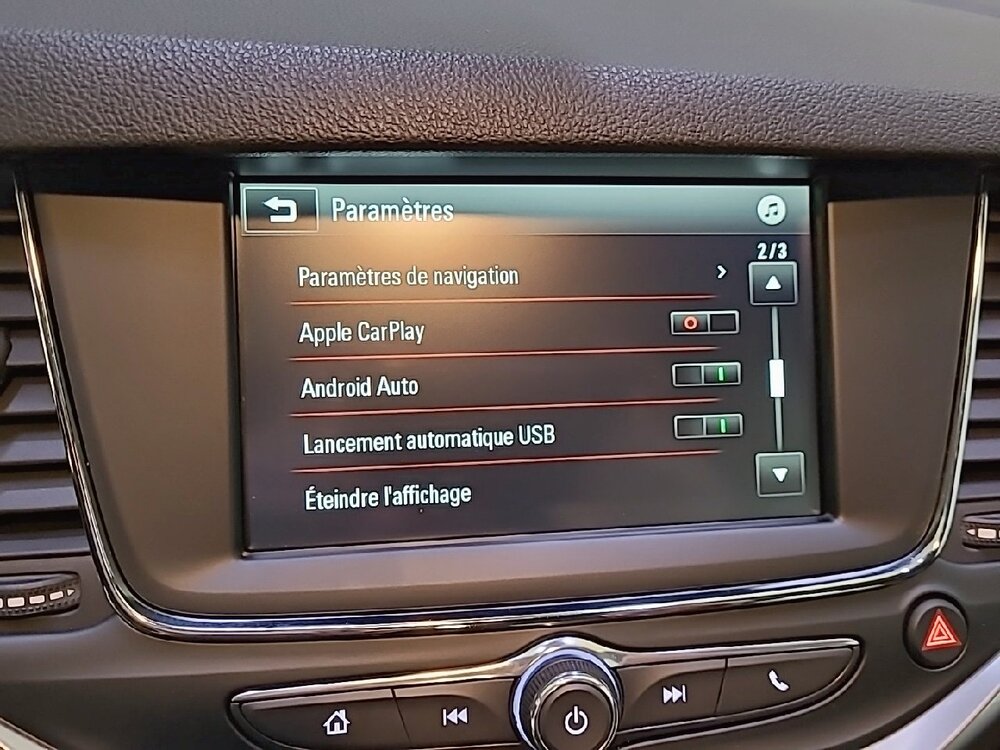 Paramètres
2/3
Paramètres de navigation
Apple CarPlay
Android Auto
Lancement automatique USB
Éteindre l'affichage